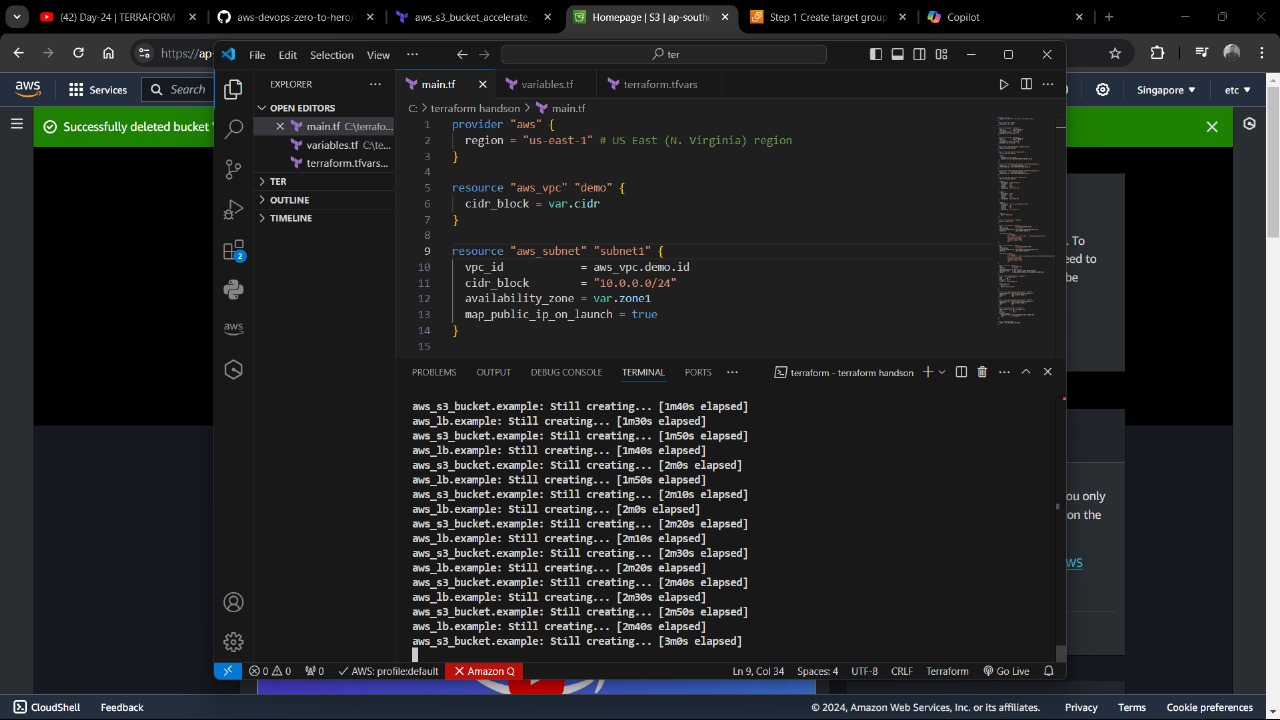 (42) Day-24 | TERRAFORM
aws-devops-zero-to-hero/
aws_s3_bucket_accelerate_
Homepage | S3 | ap-south
Step 1 Create target group
Copilot
https://ap-
File Edit Selection View
ter
aws
Services
Search
Singapore
etc
EXPLORER
main.tf
variables.tf
terraform.tfvars
Successfully created bucket
OPEN EDITORS
C: > terraform handson > main.tf
TER
OUTLINE
TIMELINE
1 provider "aws" {
2 region = "us-east-1" # US East (N. Virginia) region
3 }
4
5 resource "aws_vpc" "demo" {
6 cidr_block = var.cidr
7 }
8
9 resource "aws_subnet" "subnet1" {
10 vpc_id = aws_vpc.demo.id
11 cidr_block = "10.0.0.0/24"
12 availability_zone = var.zone1
13 map_public_ip_on_launch = true
14 }
15
. To
eed to
be
2
aws
PROBLEMS OUTPUT DEBUG CONSOLE TERMINAL PORTS
terraform - terraform handson
aws_s3_bucket.example: Still creating... [1m40s elapsed]
aws_lb.example: Still creating... [1m30s elapsed]
aws_s3_bucket.example: Still creating... [1m50s elapsed]
aws_lb.example: Still creating... [1m40s elapsed]
aws_s3_bucket.example: Still creating... [2m0s elapsed]
aws_lb.example: Still creating... [1m50s elapsed]
aws_s3_bucket.example: Still creating... [2m10s elapsed]
aws_lb.example: Still creating... [2m0s elapsed]
aws_s3_bucket.example: Still creating... [2m20s elapsed]
aws_lb.example: Still creating... [2m10s elapsed]
aws_s3_bucket.example: Still creating... [2m30s elapsed]
aws_lb.example: Still creating... [2m20s elapsed]
aws_s3_bucket.example: Still creating... [2m40s elapsed]
aws_lb.example: Still creating... [2m30s elapsed]
aws_s3_bucket.example: Still creating... [2m50s elapsed]
aws_lb.example: Still creating... [2m40s elapsed]
aws_s3_bucket.example: Still creating... [3m0s elapsed]
ou only
on the
WS
0 0 0 AWS: profile:default Amazon Q Ln 9, Col 34 Spaces: 4 UTF-8 CRLF Terraform Go Live
CloudShell Feedback © 2024, Amazon Web Services, Inc. or its affiliates. Privacy Terms Cookie preferences